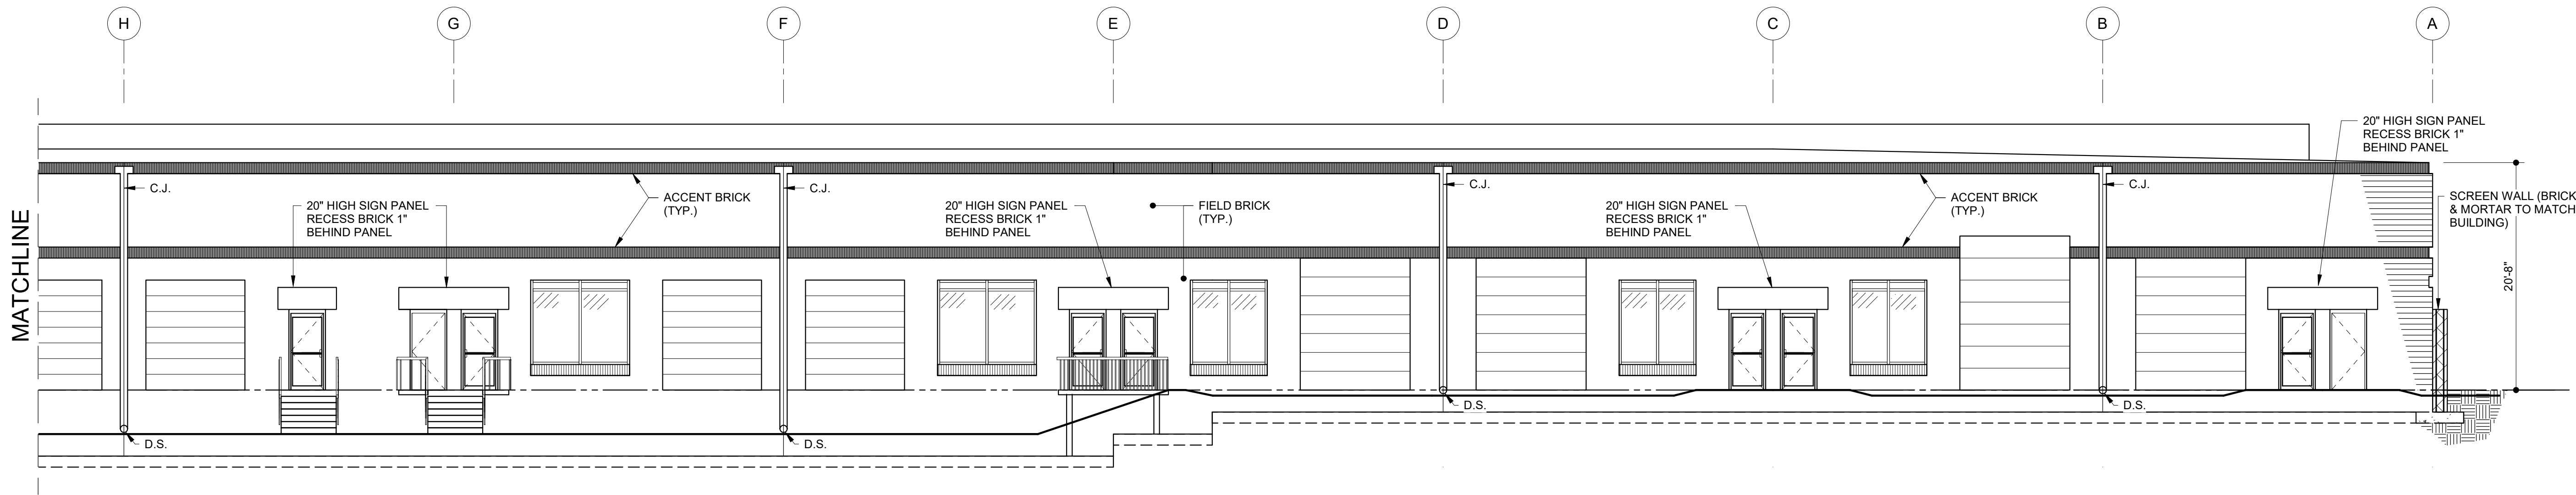 H
G
F
E
D
C
B
A
20" HIGH SIGN PANEL
RECESS BRICK 1"
BEHIND PANEL
C.J.
C.J.
C.J.
C.J.
ACCENT BRICK
(TYP.)
ACCENT BRICK
(TYP.)
20" HIGH SIGN PANEL
RECESS BRICK 1"
BEHIND PANEL
20" HIGH SIGN PANEL
RECESS BRICK 1"
BEHIND PANEL
FIELD BRICK
(TYP.)
20" HIGH SIGN PANEL
RECESS BRICK 1"
BEHIND PANEL
SCREEN WALL (BRICK
& MORTAR TO MATCH
BUILDING)
MATCHLINE
20'-8"
D.S.
D.S.
D.S.
D.S.